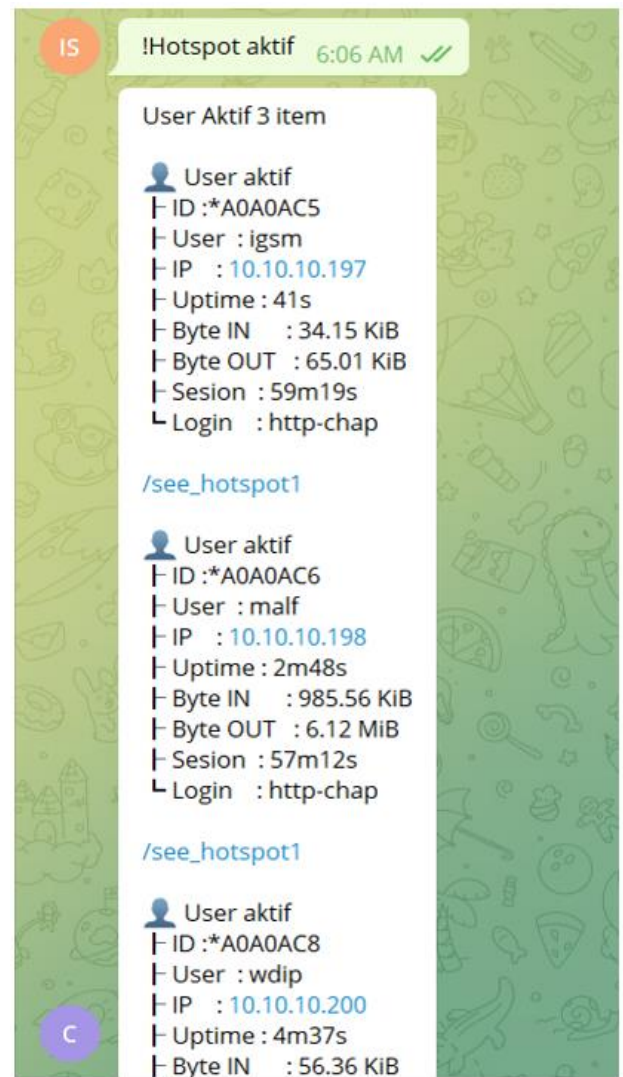 IS
!Hotspot aktif 6:06 AM
User Aktif 3 item
User aktif
ID :*A0A0AC5
User : igsm
IP : 10.10.10.197
Uptime : 41s
Byte IN : 34.15 KiB
Byte OUT : 65.01 KiB
Sesion : 59m19s
Login : http-chap
/see_hotspot1
User aktif
ID :*A0A0AC6
User : malf
IP : 10.10.10.198
Uptime : 2m48s
Byte IN : 985.56 KiB
Byte OUT : 6.12 MiB
Sesion : 57m12s
Login : http-chap
/see_hotspot1
User aktif
ID :*A0A0AC8
User : wdip
IP : 10.10.10.200
C
Uptime : 4m37s
Byte IN : 56.36 KiB